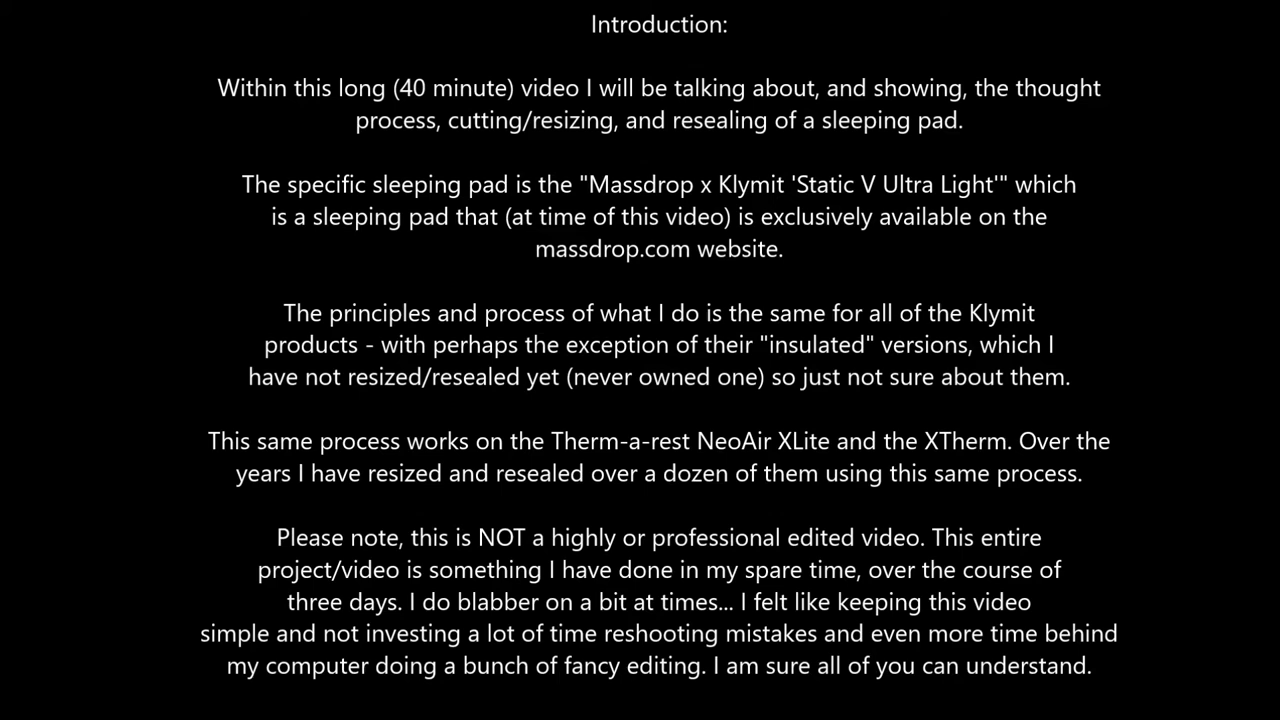 Introduction:
Within this long (40 minute) video I will be talking about, and showing, the thought
process, cutting/resizing, and resealing of a sleeping pad.
The specific sleeping pad is the "Massdrop x Klymit 'Static V Ultra Light'" which
is a sleeping pad that (at time of this video) is exclusively available on the
massdrop.com website.
The principles and process of what I do is the same for all of the Klymit
products - with perhaps the exception of their "insulated" versions, which I
have not resized/resealed yet (never owned one) so just not sure about them.
This same process works on the Therm-a-rest NeoAir XLite and the XTherm. Over the
years I have resized and resealed over a dozen of them using this same process.
Please note, this is NOT a highly or professional edited video. This entire
project/video is something I have done in my spare time, over the course of
three days. I do blabber on a bit at times... I felt like keeping this video
simple and not investing a lot of time reshooting mistakes and even more time behind
my computer doing a bunch of fancy editing. I am sure all of you can understand.